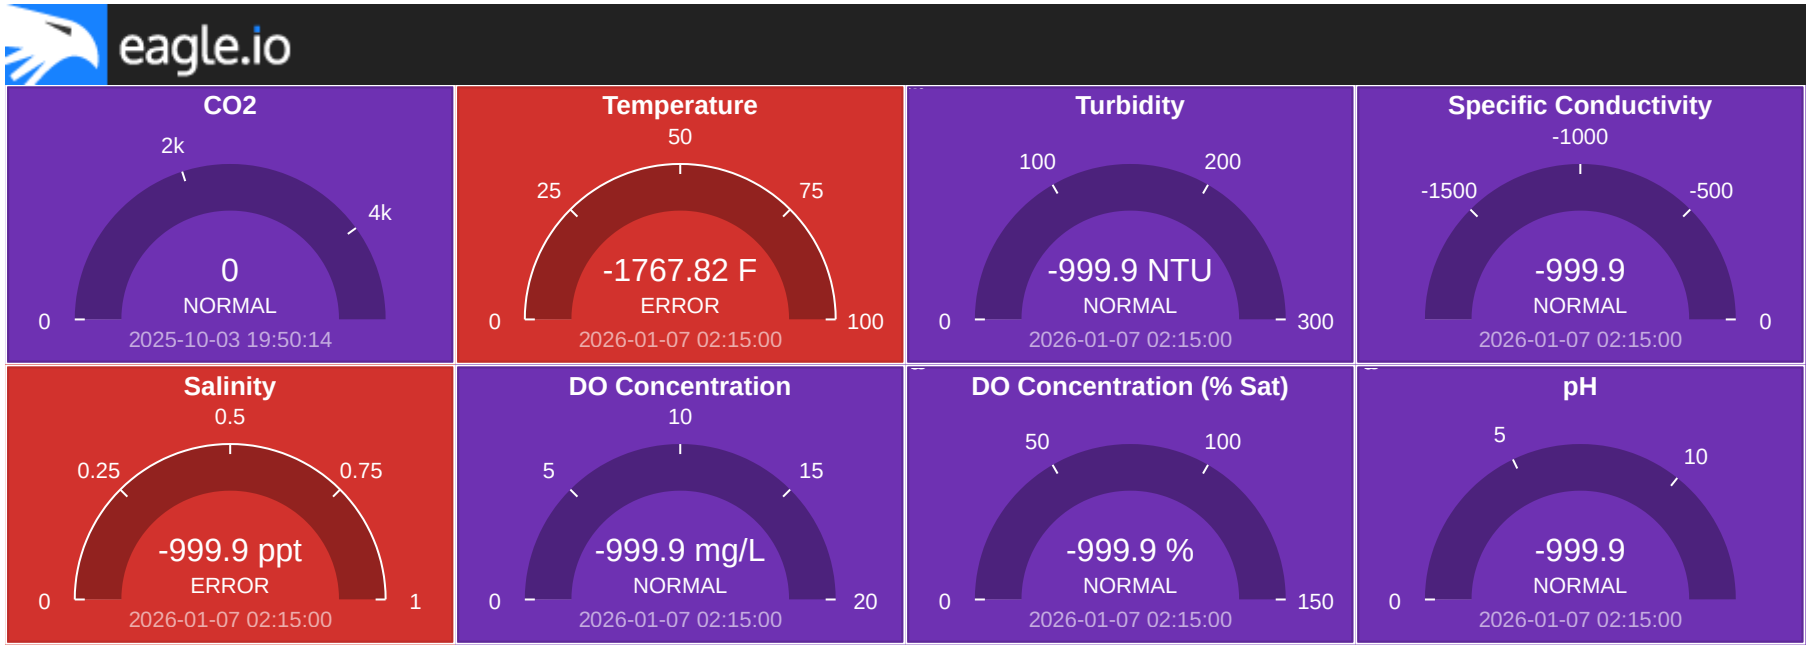 eagle.io
CO2
2k
4k
0
0
NORMAL
2025-10-03 19:50:14
Temperature
50
25
75
-1767.82 F
ERROR
0
100
2026-01-07 02:15:00
Turbidity
100
200
-999.9 NTU
NORMAL
0
300
2026-01-07 02:15:00
Specific Conductivity
-1000
-1500
-500
-999.9
NORMAL
0
2026-01-07 02:15:00
Salinity
0.5
0.25
0.75
-999.9 ppt
ERROR
0
1
2026-01-07 02:15:00
DO Concentration
10
5
15
-999.9 mg/L
NORMAL
0
20
2026-01-07 02:15:00
DO Concentration (% Sat)
50
100
-999.9 %
NORMAL
0
150
2026-01-07 02:15:00
pH
5
10
-999.9
NORMAL
0
2026-01-07 02:15:00